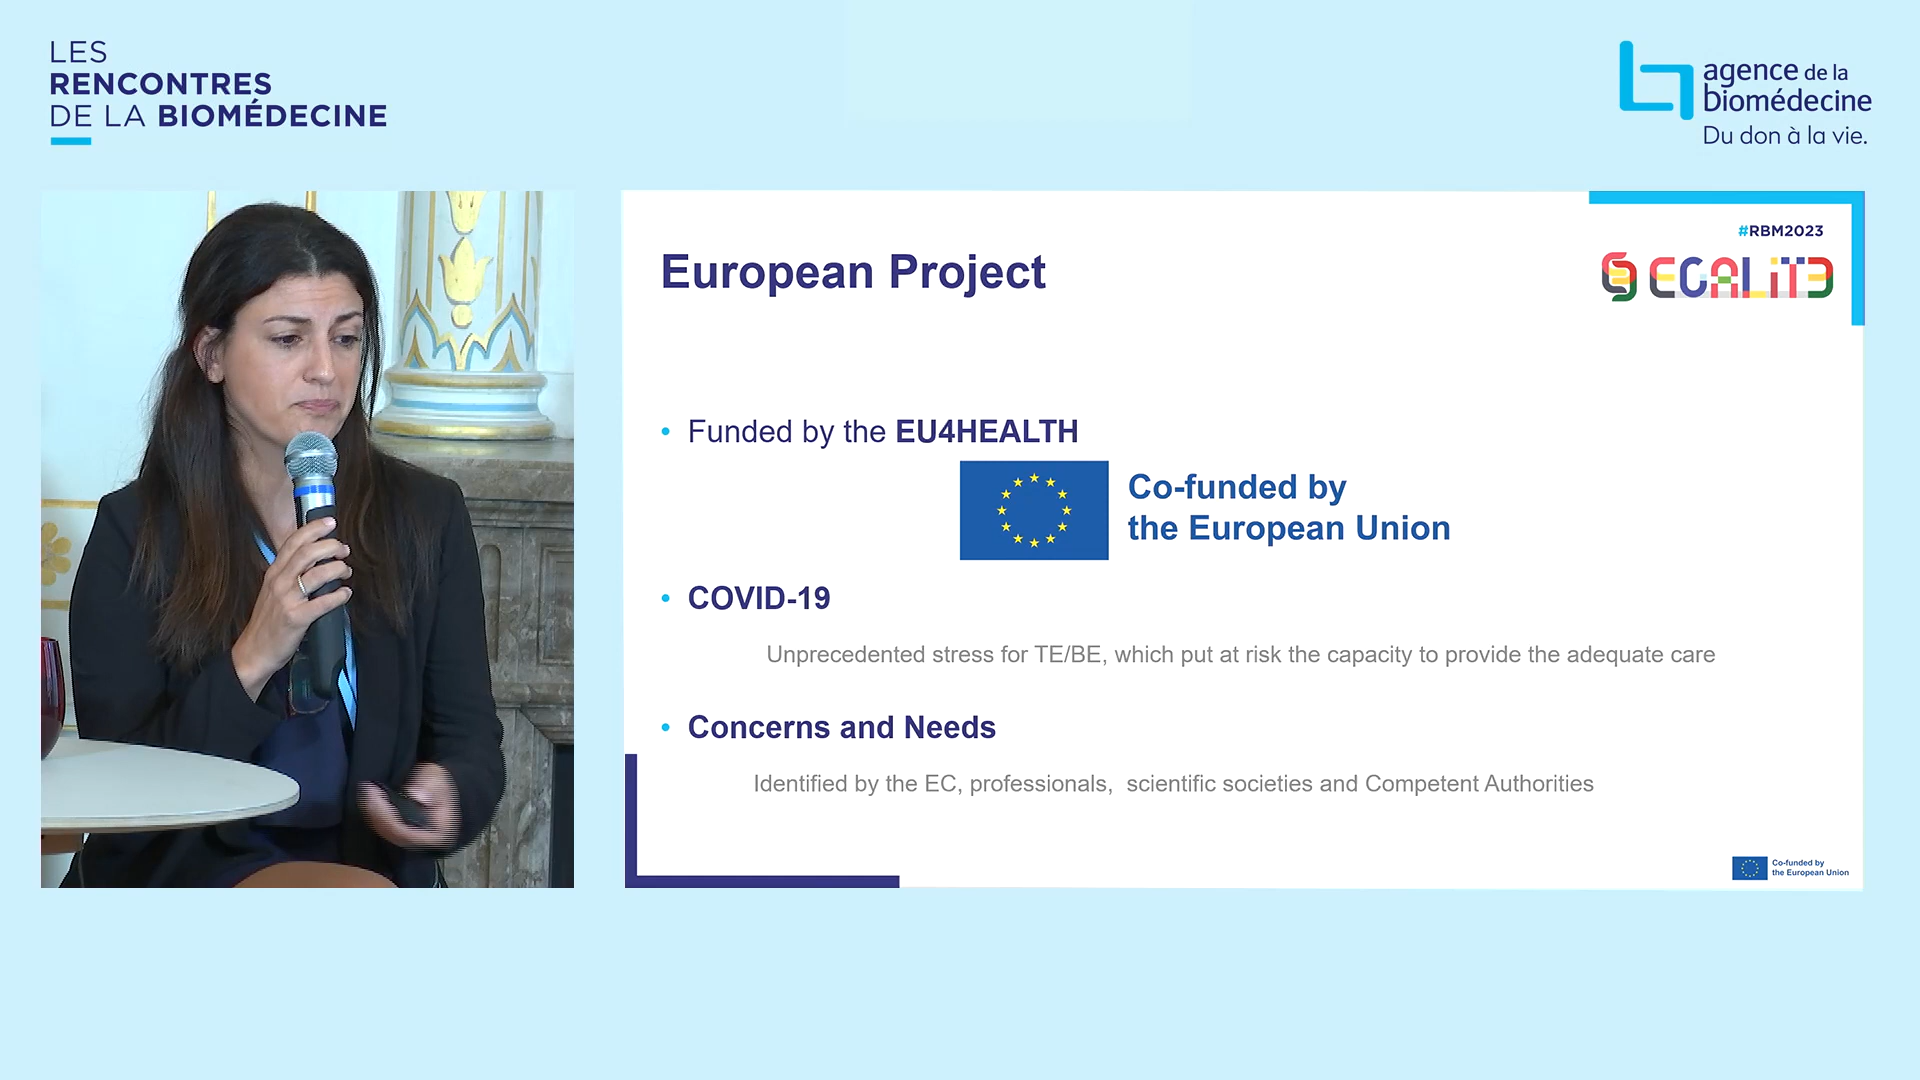 LES
RENCONTRES
DE LA BIOMÉDECINE
agence de la
biomédecine
Du don à la vie.
#RBM2023
EGALITE
European Project
• Funded by the EU4HEALTH
Co-funded by
the European Union
• COVID-19
Unprecedented stress for TE/BE, which put at risk the capacity to provide the adequate care
• Concerns and Needs
Identified by the EC, professionals, scientific societies and Competent Authorities
Co-funded by
the European Union